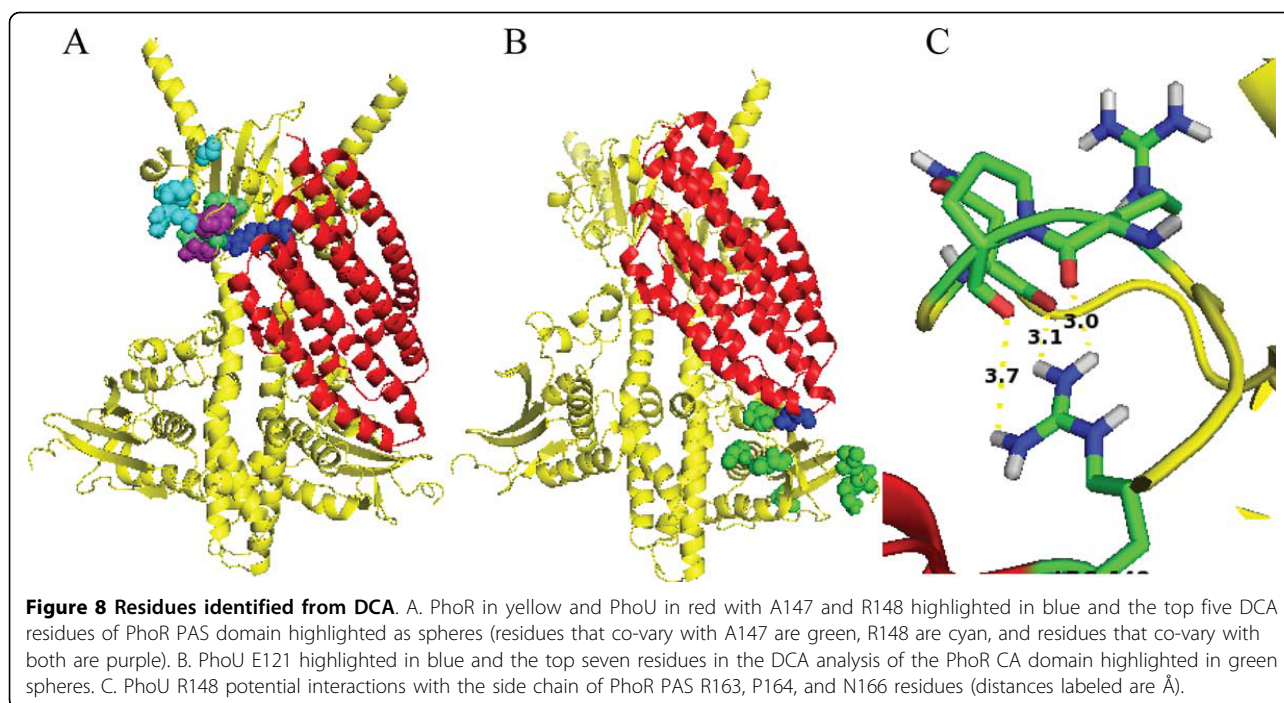 A
B
C
3.0
3.1
3.7
Figure 8 Residues identified from DCA. A. PhoR in yellow and PhoU in red with A147 and R148 highlighted in blue and the top five DCA
residues of PhoR PAS domain highlighted as spheres (residues that co-vary with A147 are green, R148 are cyan, and residues that co-vary with
both are purple). B. PhoU E121 highlighted in blue and the top seven residues in the DCA analysis of the PhoR CA domain highlighted in green
spheres. C. PhoU R148 potential interactions with the side chain of PhoR PAS R163, P164, and N166 residues (distances labeled are Å).